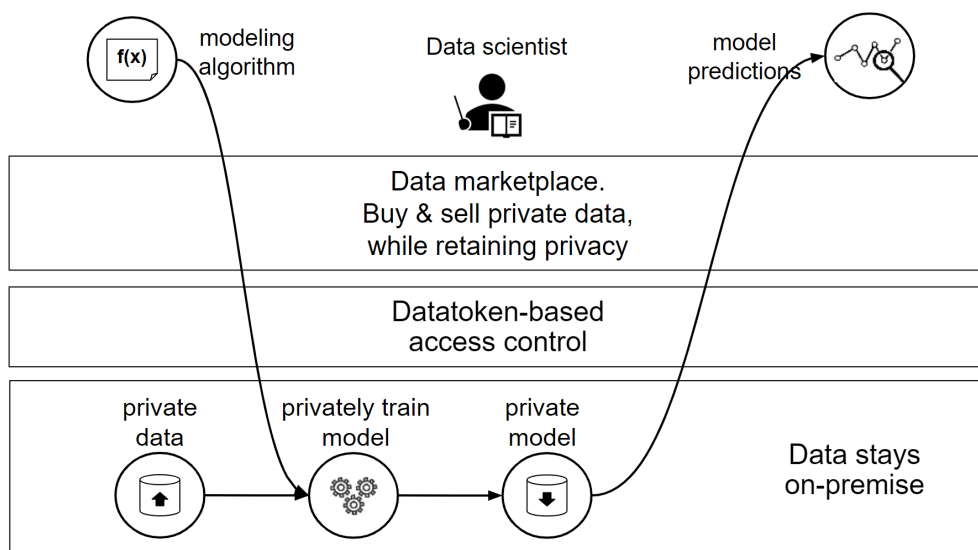 f(x)
modeling
algorithm
Data scientist
model
predictions
Data marketplace.
Buy & sell private data,
while retaining privacy
Datatoken-based
access control
private
data
privately train
model
private
model
Data stays
on-premise